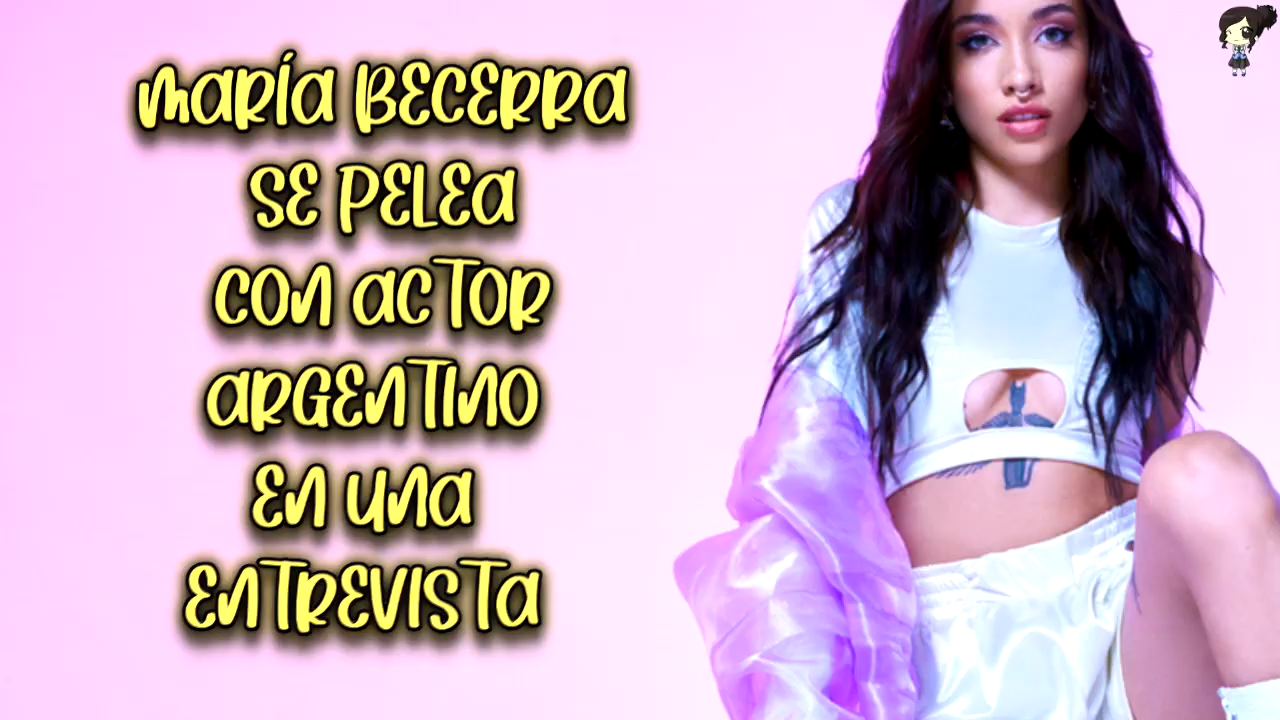 MARÍA BECERRA
SE PELEA
CON ACTOR
ARGENTINO
EN UNA
ENTREVISTA